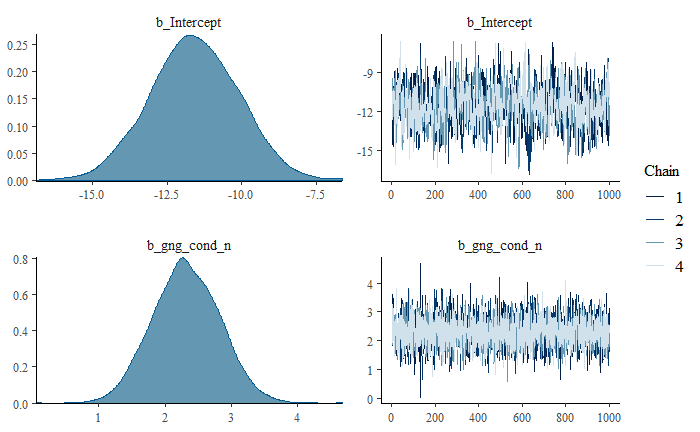 b_Intercept
0.25
0.20
0.15
0.10
0.05
0.00
-15.0 -12.5 -10.0 -7.5
b_Intercept
-9
-12
-15
0 200 400 600 800 1000
b_gng_cond_n
0.8
0.6
0.4
0.2
0.0
1 2 3 4
b_gng_cond_n
4
3
2
1
0
0 200 400 600 800 1000
Chain
1
2
3
4